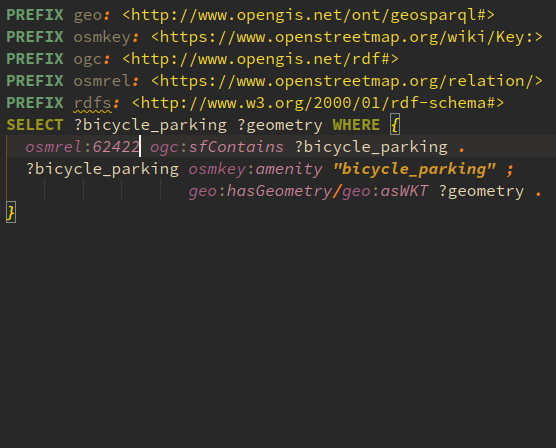 PREFIX geo: <http://www.opengis.net/ont/geosparql#>
PREFIX osmkey: <https://www.openstreetmap.org/wiki/Key:>
PREFIX ogc: <http://www.opengis.net/rdf#>
PREFIX osmrel: <https://www.openstreetmap.org/relation/>
PREFIX rdfs: <http://www.w3.org/2000/01/rdf-schema#>
SELECT ?bicycle_parking ?geometry WHERE {
  osmrel:62422 ogc:sfContains ?bicycle_parking .
  ?bicycle_parking osmkey:amenity "bicycle_parking" ;
                   geo:hasGeometry/geo:asWKT ?geometry .
}